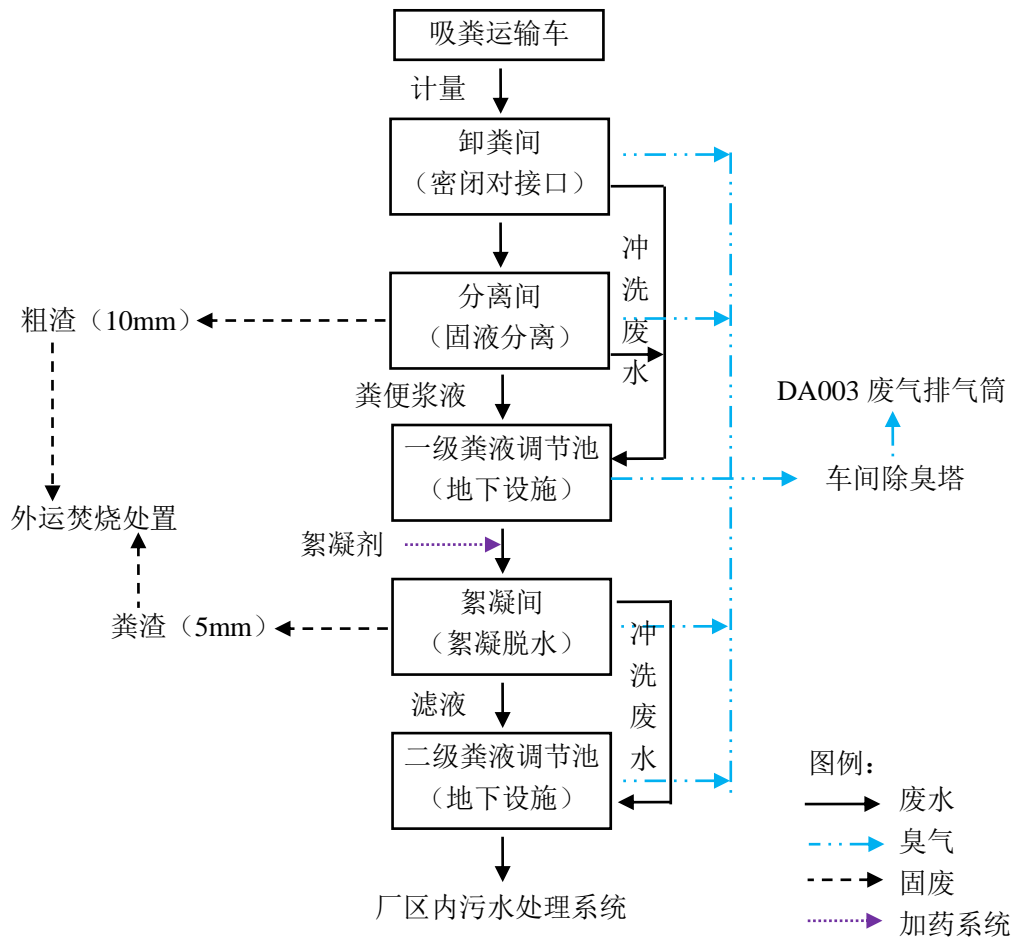 吸粪运输车
计量
卸粪间
（密闭对接口）
冲洗废水
分离间
（固液分离）
粗渣（10mm）
粪便浆液
DA003 废气排气筒
一级粪液调节池
（地下设施）
车间除臭塔
外运焚烧处置
絮凝剂
絮凝间
（絮凝脱水）
粪渣（5mm）
冲洗废水
滤液
二级粪液调节池
（地下设施）
厂区内污水处理系统
图例：
废水
臭气
固废
加药系统